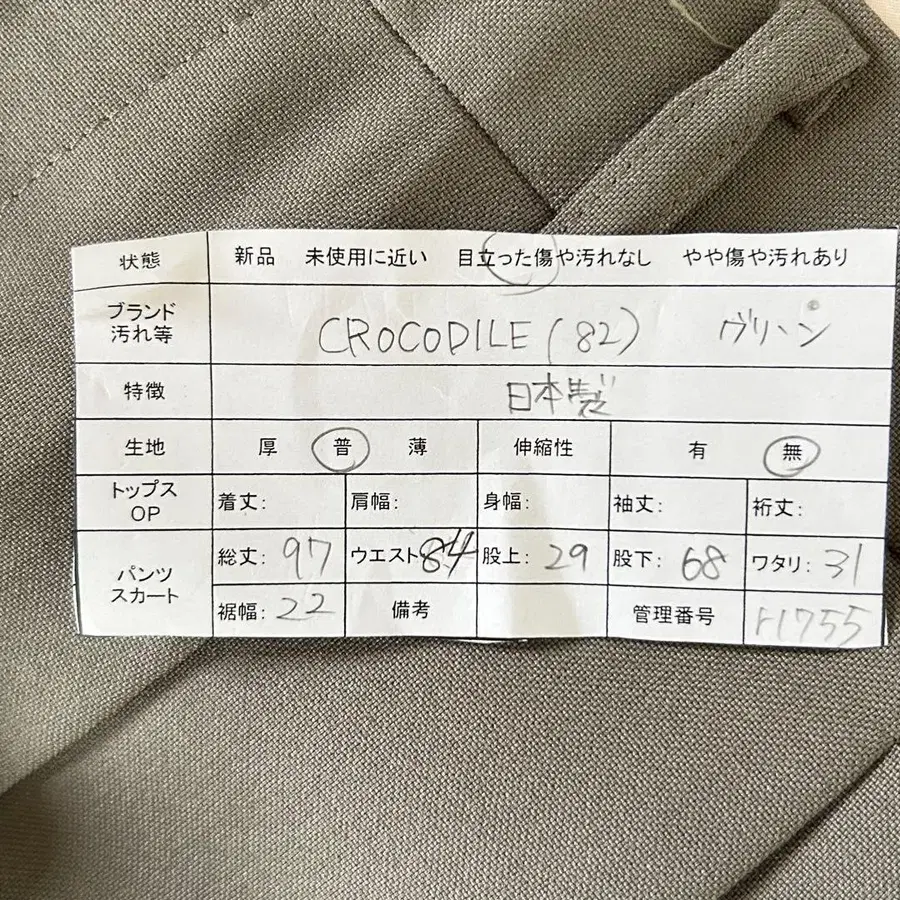 状態 新品 未使用に近い 目立った傷や汚れなし やや傷や汚れあり
ブランド
汚れ等 CROCODILE (82)
特徴 日本製
生地 厚 普 薄 伸縮性 有 無
トップス
OP 着丈: 肩幅: 身幅: 袖丈: 裄丈:
パンツ
スカート 総丈: 97 ウエスト 84 股上: 29 股下: 68 ワタリ: 31
裾幅: 22 備考 管理番号 r1755